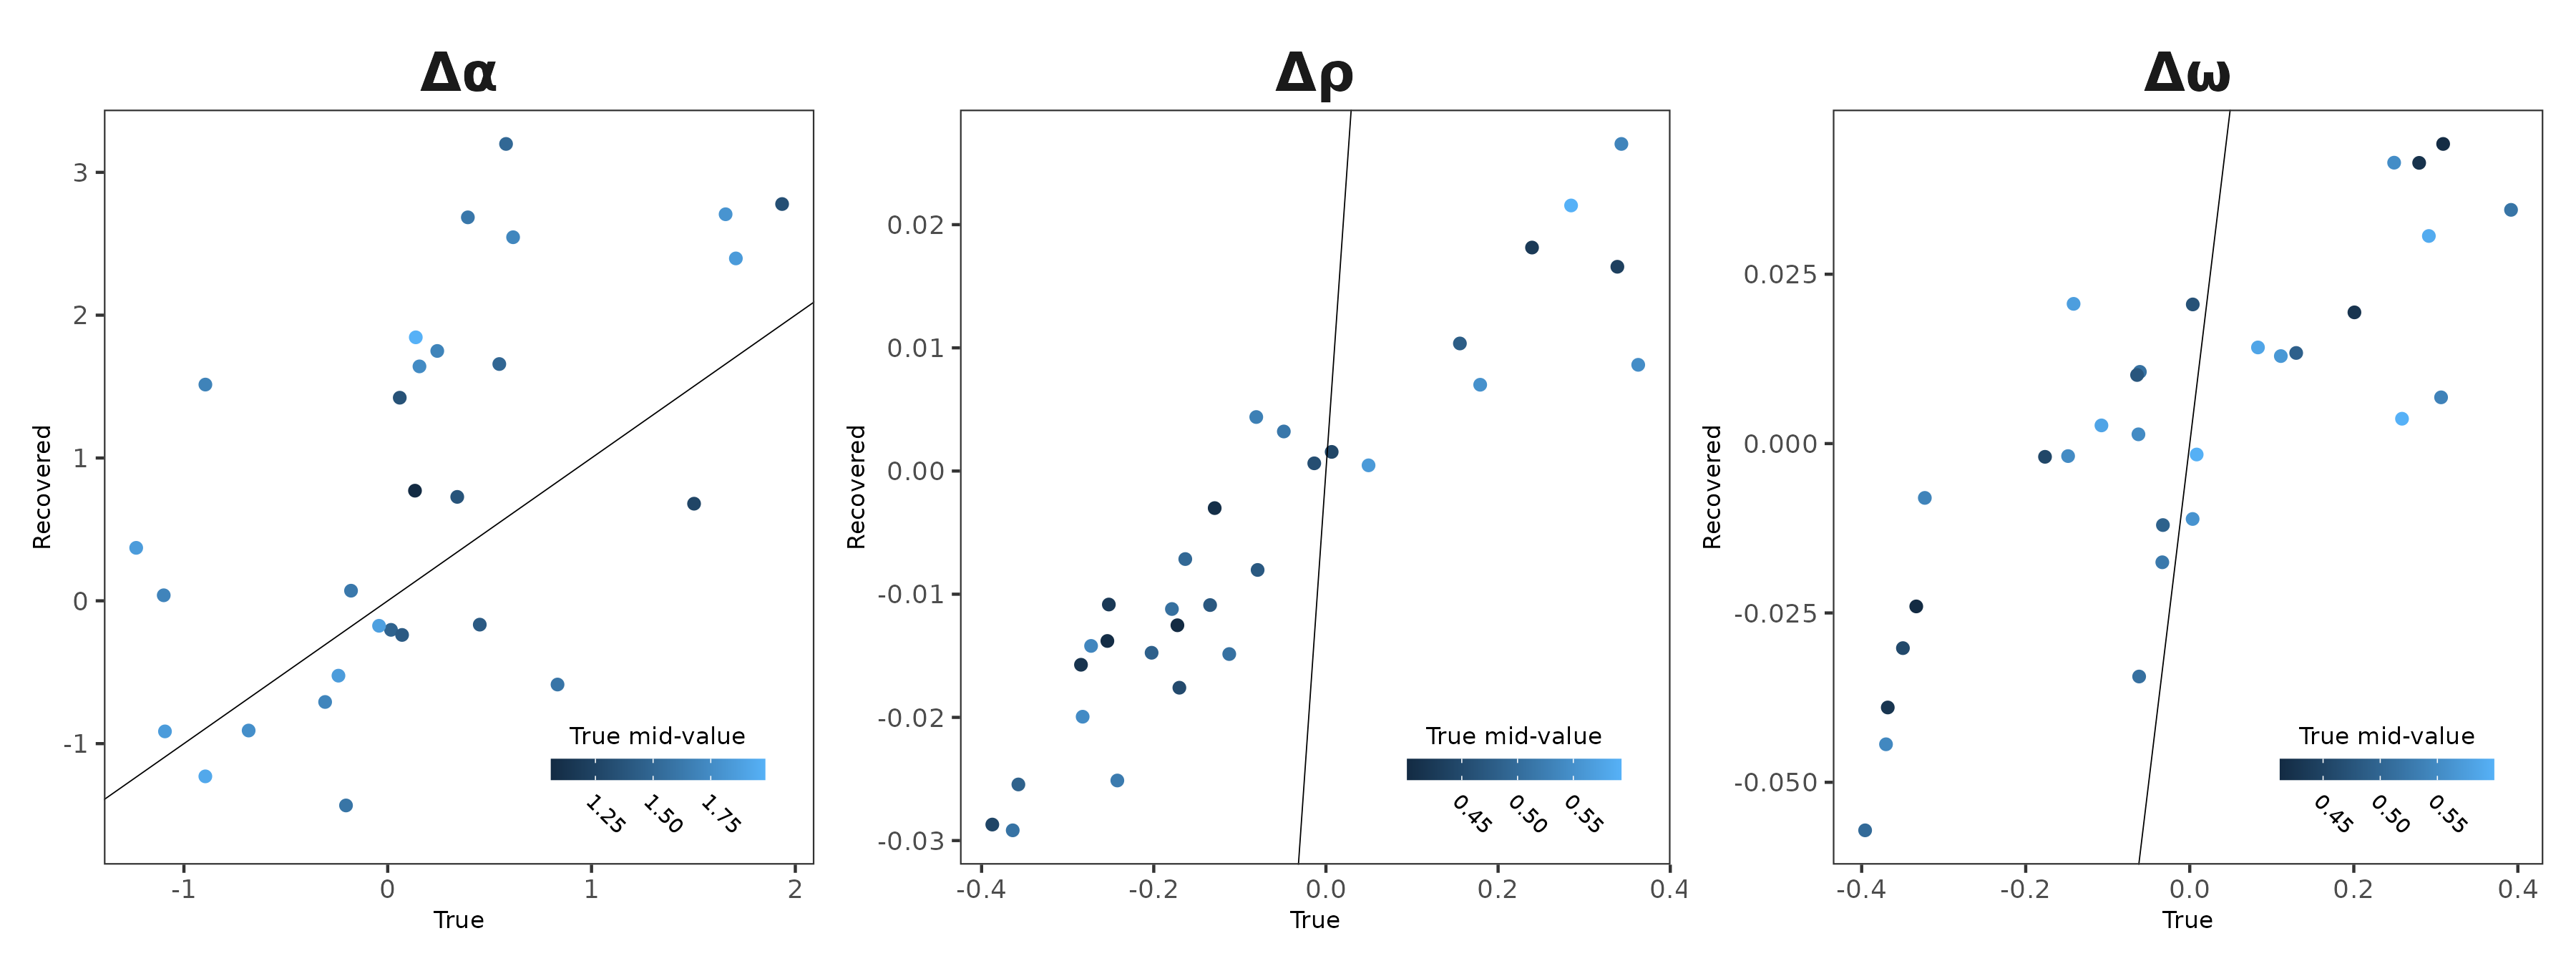 Δα
Recovered
3
2
1
0
-1
True mid-value
1.25 1.50 1.75
-1 0 1 2
True
Δρ
Recovered
0.02
0.01
0.00
-0.01
-0.02
-0.03
True mid-value
0.45 0.50 0.55
-0.4 -0.2 0.0 0.2 0.4
True
Δω
Recovered
0.025
0.000
-0.025
-0.050
True mid-value
0.45 0.50 0.55
-0.4 -0.2 0.0 0.2 0.4
True